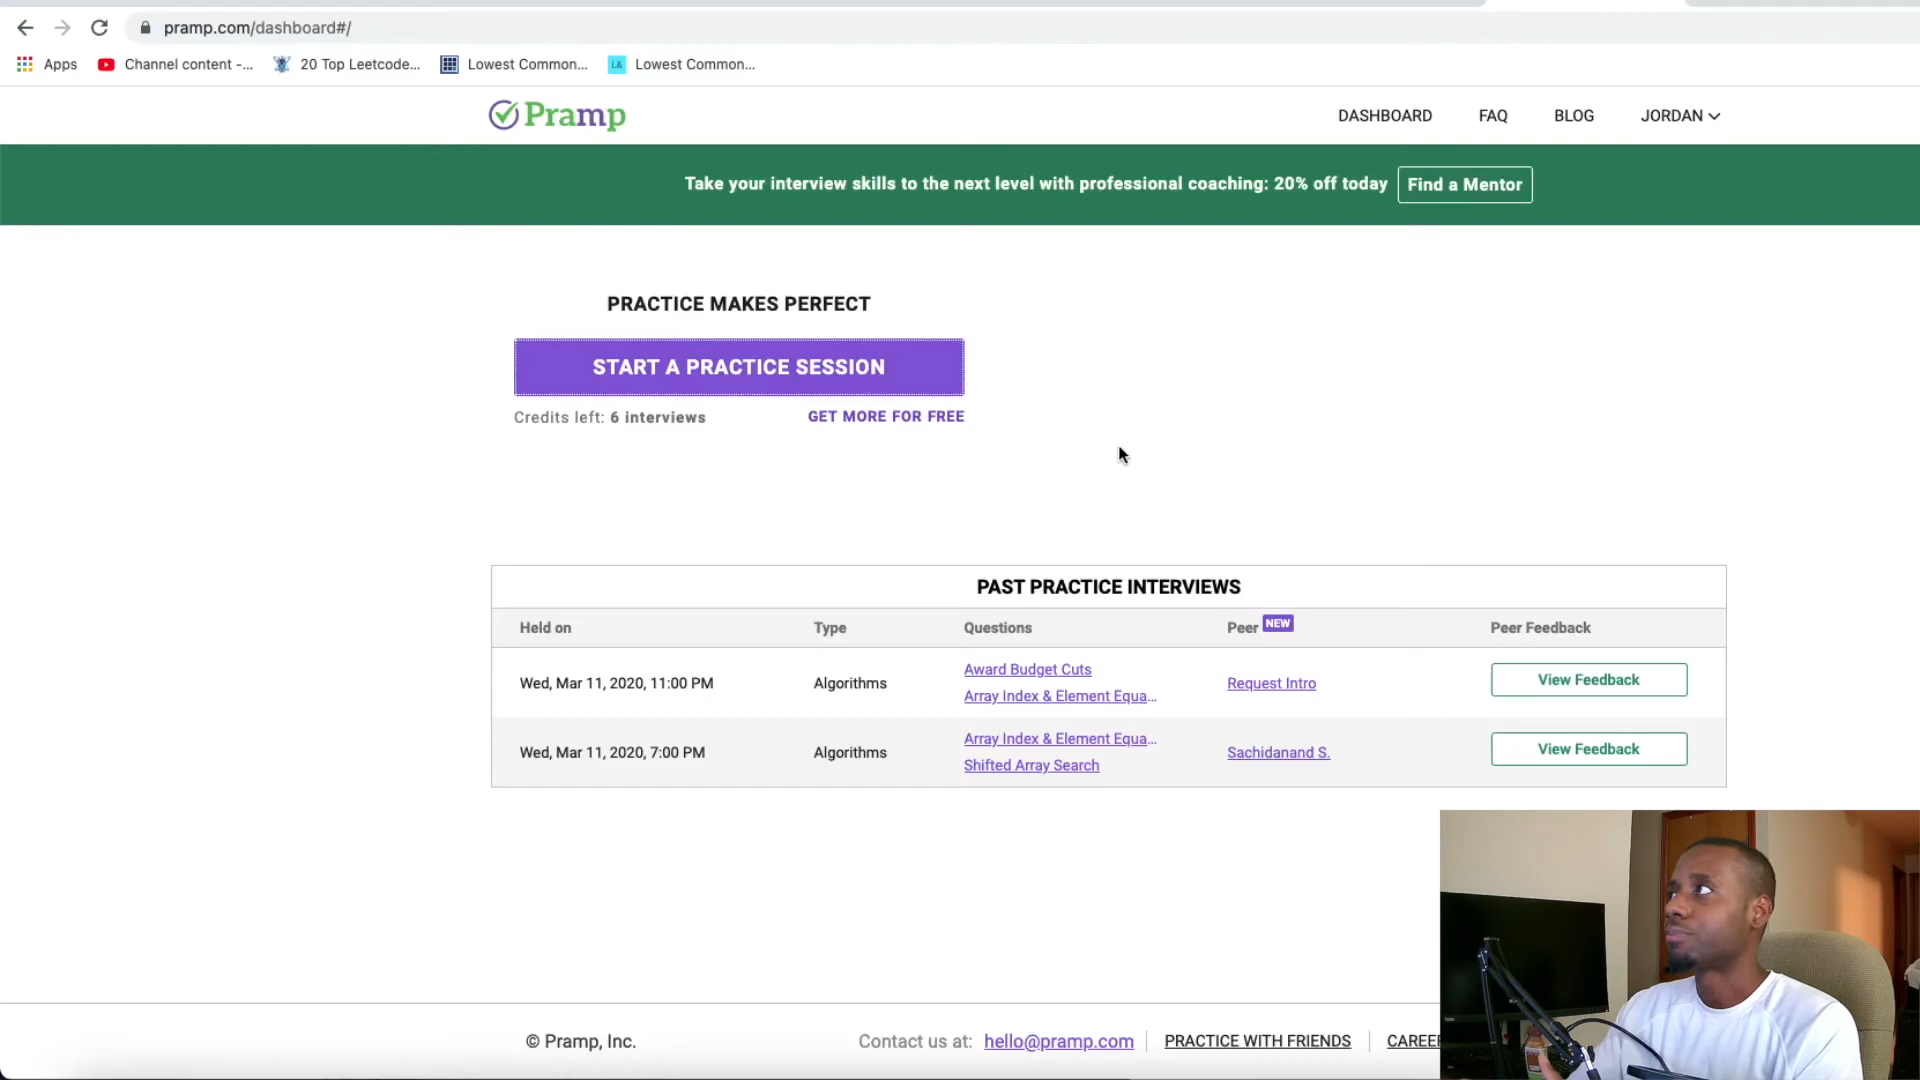 pramp.com/dashboard#/
Apps
Channel content -...
20 Top Leetcode...
Lowest Common...
L&
Lowest Common...
Pramp
DASHBOARD
FAQ
BLOG
JORDAN
Take your interview skills to the next level with professional coaching: 20% off today
Find a Mentor
PRACTICE MAKES PERFECT
START A PRACTICE SESSION
Credits left: 6 interviews
GET MORE FOR FREE
PAST PRACTICE INTERVIEWS
Held on
Type
Questions
Peer NEW
Peer Feedback
Wed, Mar 11, 2020, 11:00 PM
Algorithms
Award Budget Cuts
Array Index & Element Equa...
Request Intro
View Feedback
Wed, Mar 11, 2020, 7:00 PM
Algorithms
Array Index & Element Equa...
Shifted Array Search
Sachidanand S.
View Feedback
© Pramp, Inc.
Contact us at: hello@pramp.com
PRACTICE WITH FRIENDS